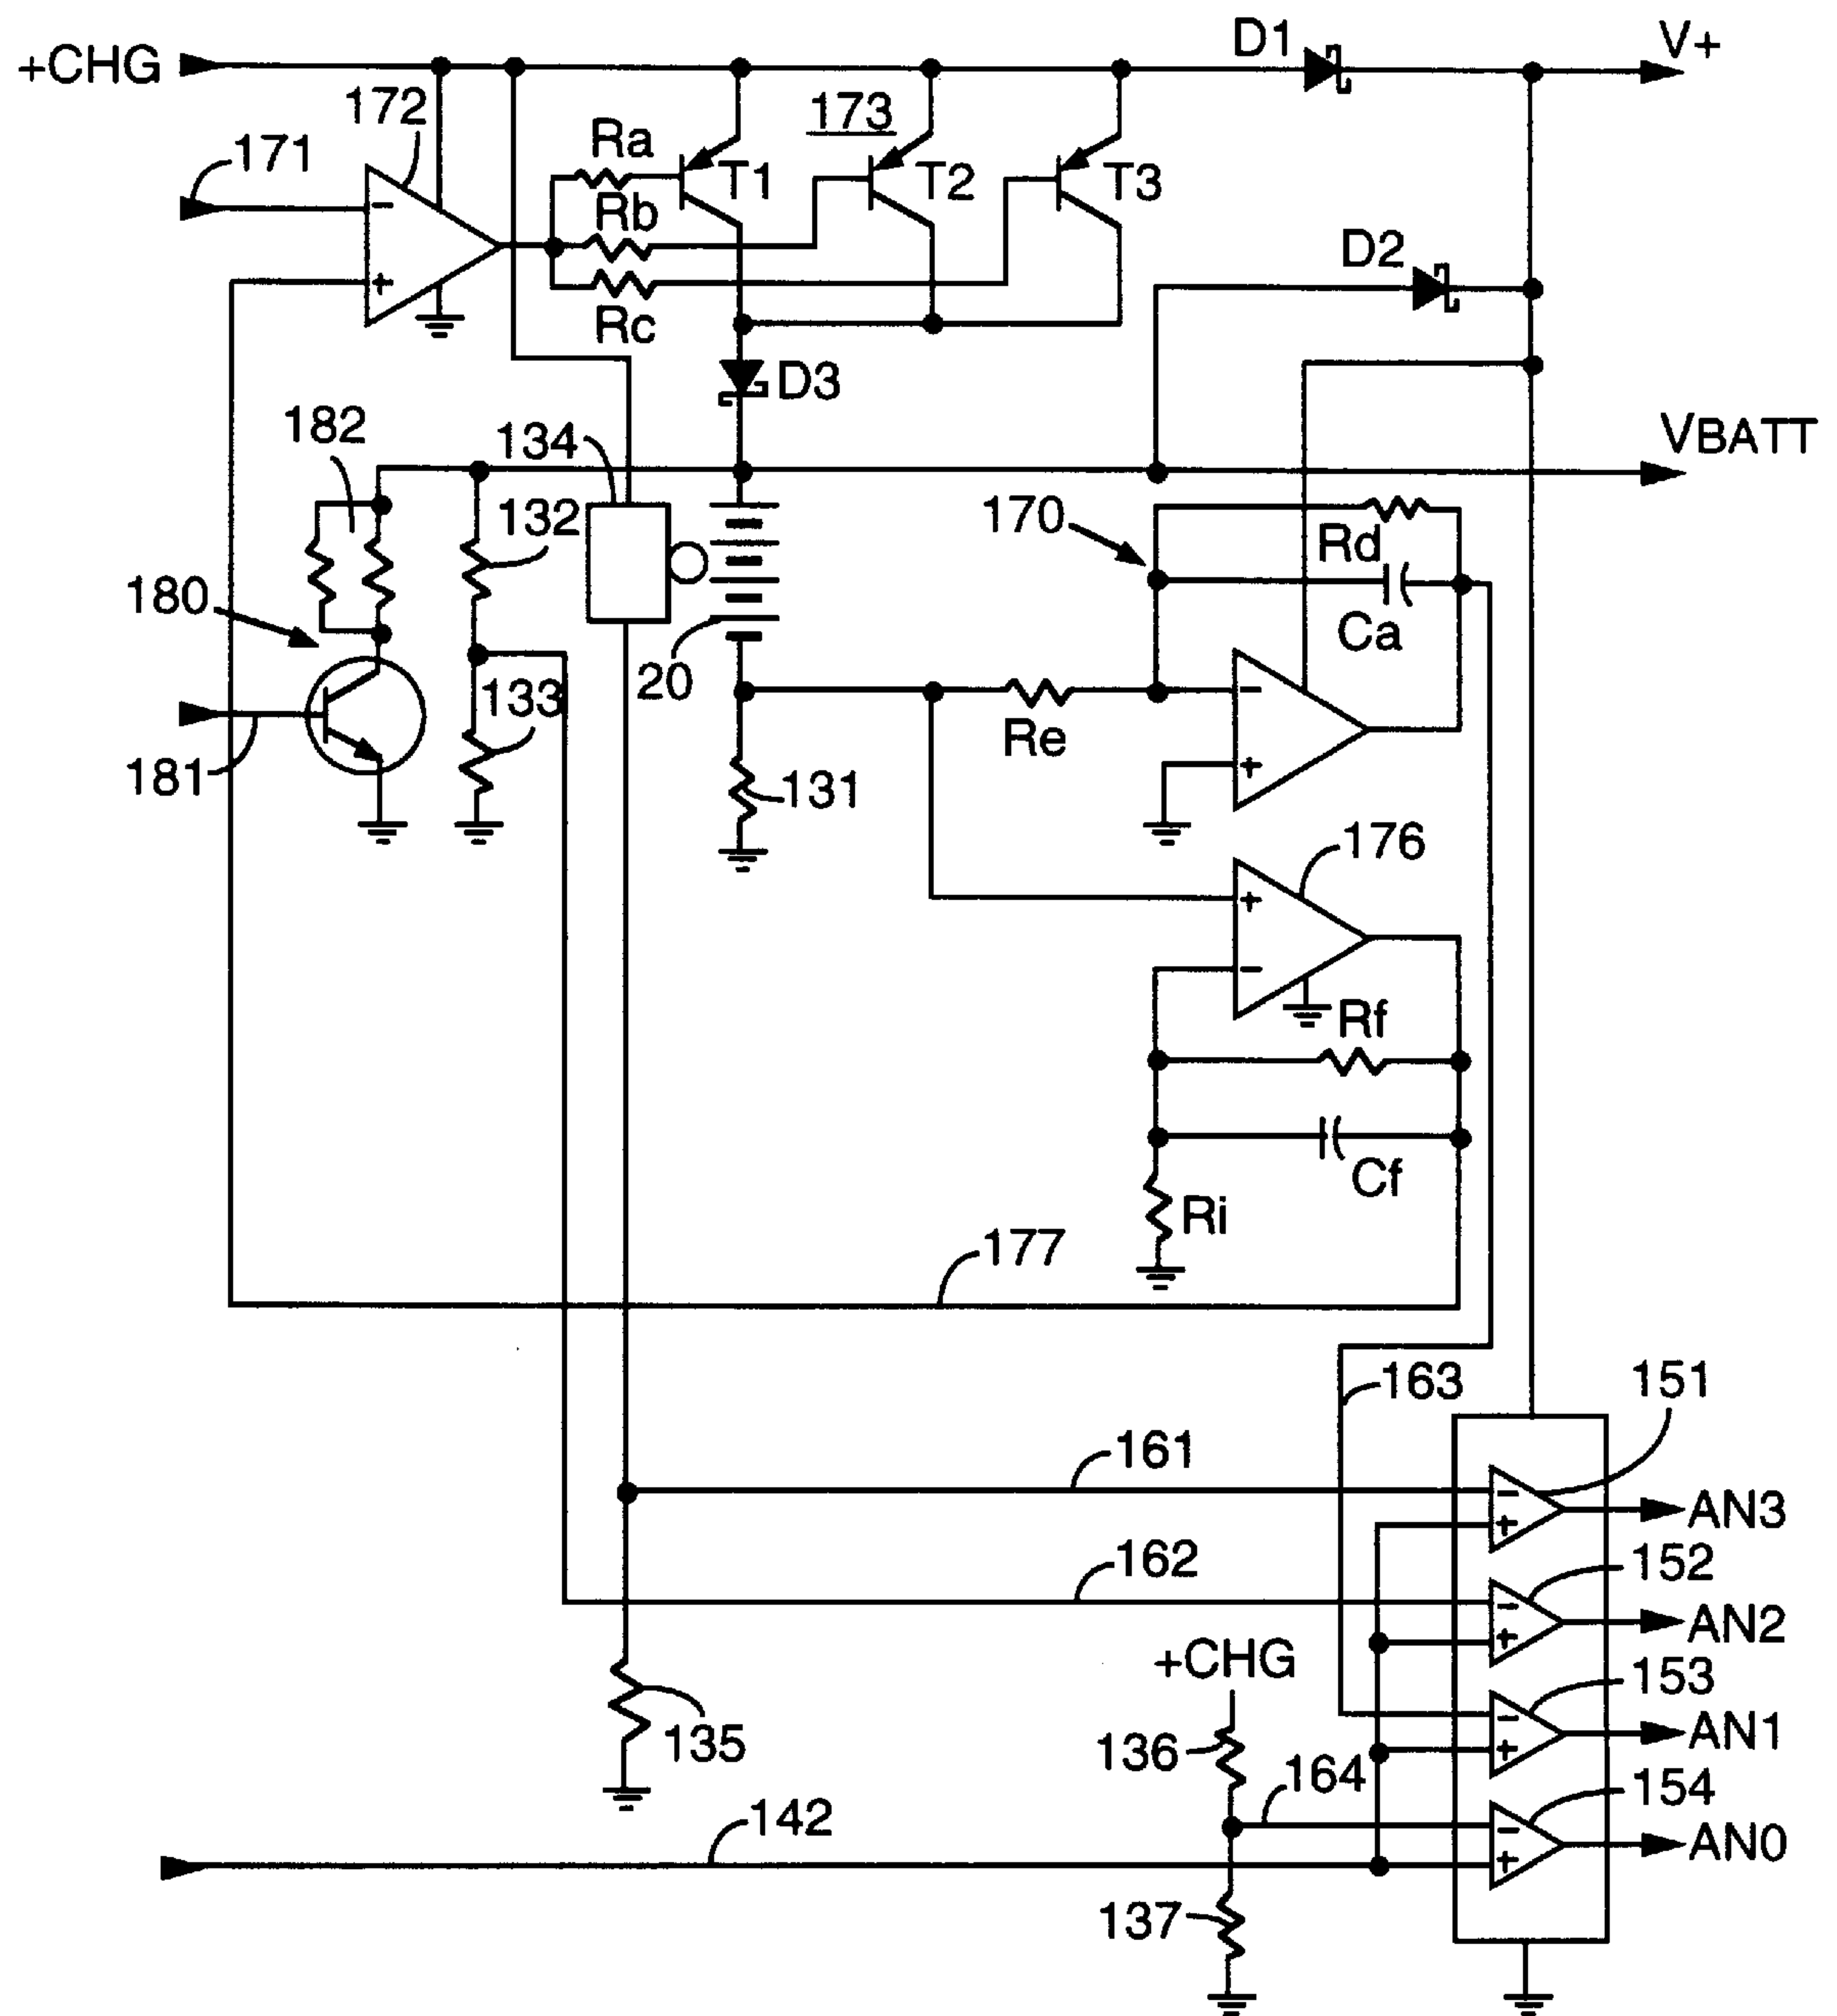 D1
V+
+CHG
172
173
171
Ra
T1
T2
T3
Rb
D2
Rc
D3
182
134
VBATT
132
170
Rd
180
Ca
20
133
Re
181
131
176
Rf
Cf
Ri
177
163
151
161
AN3
152
162
AN2
+CHG
153
135
136
AN1
164
154
142
AN0
137
- + - + + - - + - + - + - +